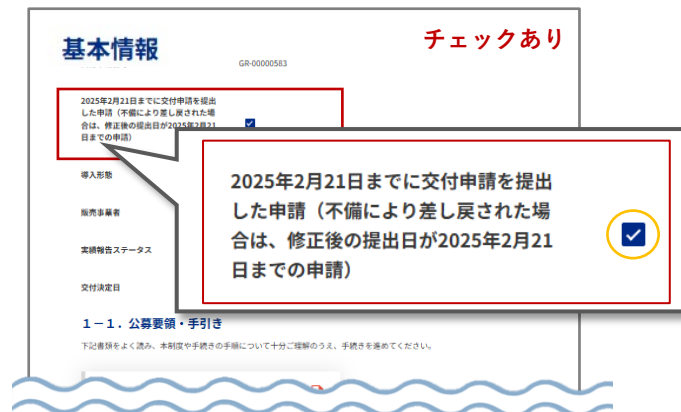 基本情報
チェックあり
GR-00000583
2025年2月21日までに交付申請を提出
した申請（不備により差し戻された場
合は、修正後の提出日が2025年2月21
日までの申請）
導入形態
販売事業者
実績報告ステータス
交付決定日
2025年2月21日までに交付申請を提出
した申請（不備により差し戻された場
合は、修正後の提出日が2025年2月21
日までの申請）
１－１．公募要領・手引き
下記書類をよく読み、本制度や手続きの手順について十分ご理解のうえ、手続きを進めてください。